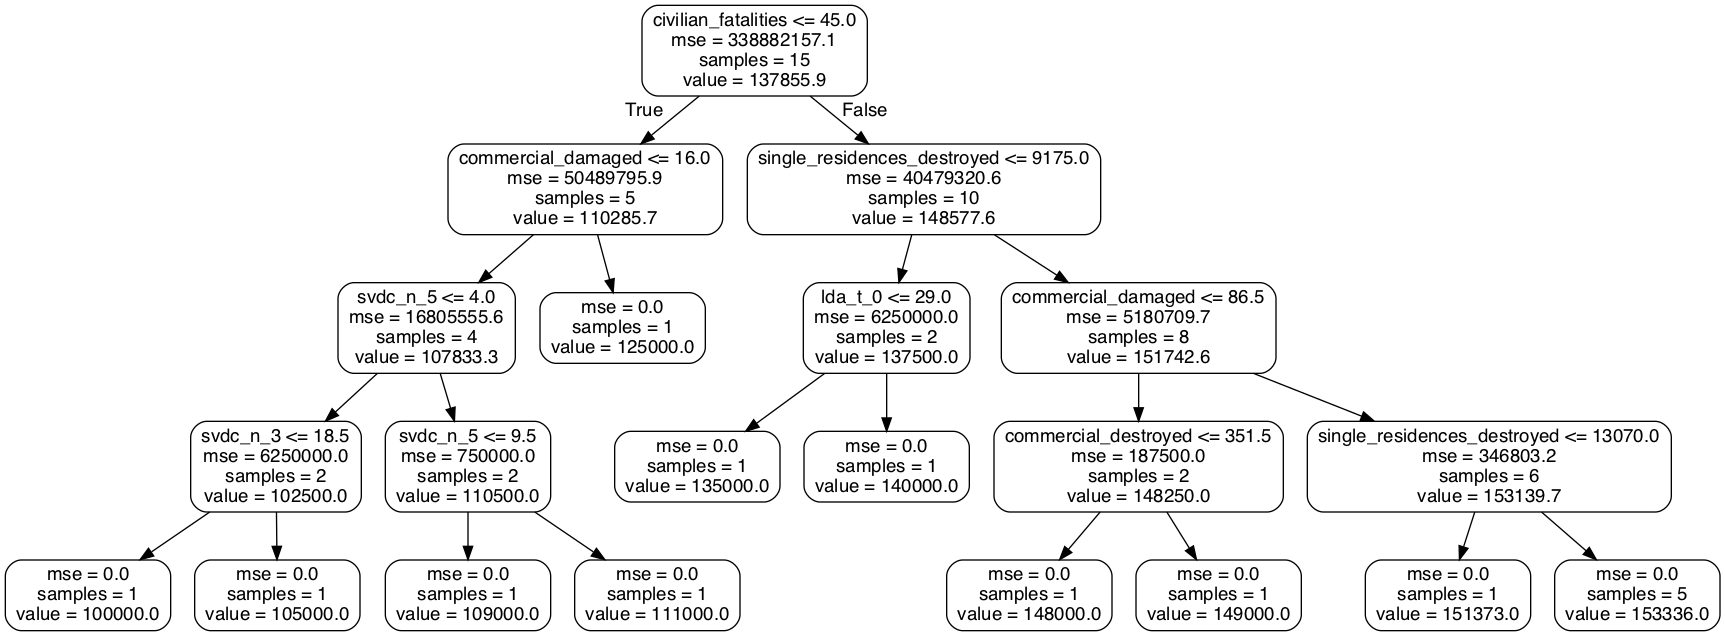 civilian_fatalities <= 45.0
mse = 338882157.1
samples = 15
value = 137855.9
True
False
commercial_damaged <= 16.0
mse = 50489795.9
samples = 5
value = 110285.7
single_residences_destroyed <= 9175.0
mse = 40479320.6
samples = 10
value = 148577.6
svdc_n_5 <= 4.0
mse = 16805555.6
samples = 4
value = 107833.3
mse = 0.0
samples = 1
value = 125000.0
lda_t_0 <= 29.0
mse = 6250000.0
samples = 2
value = 137500.0
commercial_damaged <= 86.5
mse = 5180709.7
samples = 8
value = 151742.6
svdc_n_3 <= 18.5
mse = 6250000.0
samples = 2
value = 102500.0
svdc_n_5 <= 9.5
mse = 750000.0
samples = 2
value = 110500.0
mse = 0.0
samples = 1
value = 135000.0
mse = 0.0
samples = 1
value = 140000.0
commercial_destroyed <= 351.5
mse = 187500.0
samples = 2
value = 148250.0
single_residences_destroyed <= 13070.0
mse = 346803.2
samples = 6
value = 153139.7
mse = 0.0
samples = 1
value = 100000.0
mse = 0.0
samples = 1
value = 105000.0
mse = 0.0
samples = 1
value = 109000.0
mse = 0.0
samples = 1
value = 111000.0
mse = 0.0
samples = 1
value = 148000.0
mse = 0.0
samples = 1
value = 149000.0
mse = 0.0
samples = 1
value = 151373.0
mse = 0.0
samples = 5
value = 153336.0